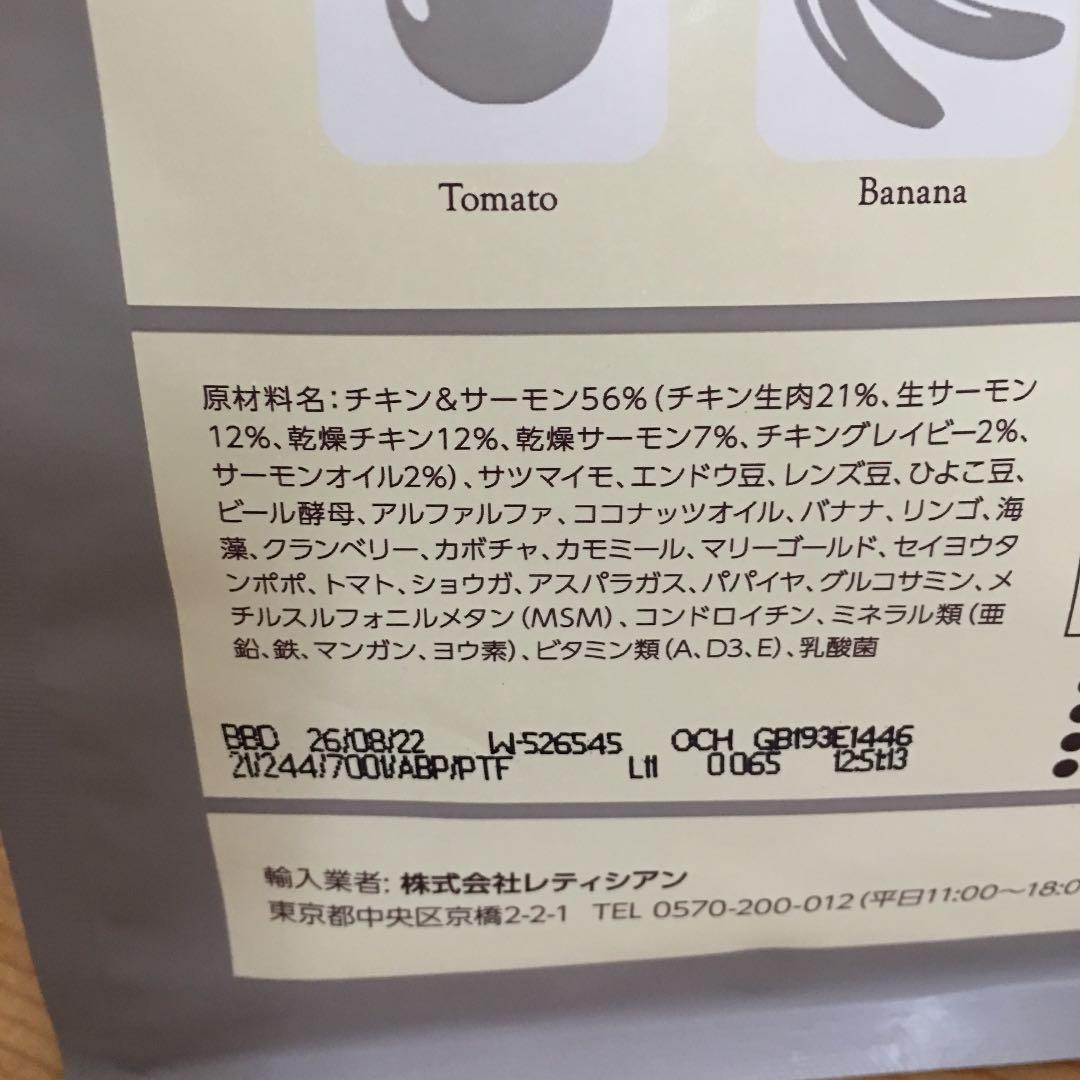 Tomato
Banana
原材料名：チキン&サーモン56%（チキン生肉21%、生サーモン
12%、乾燥チキン12%、乾燥サーモン7%、チキングレイビー2%、
サーモンオイル2%）、サツマイモ、エンドウ豆、レンズ豆、ひよこ豆、
ビール酵母、アルファルファ、ココナッツオイル、バナナ、リンゴ、海
藻、クランベリー、カボチャ、カモミール、マリーゴールド、セイヨウタ
ンポポ、トマト、ショウガ、アスパラガス、パパイヤ、グルコサミン、メ
チルスルフォニルメタン（MSM）、コンドロイチン、ミネラル類（亜
鉛、鉄、マンガン、ヨウ素）、ビタミン類（A、D3、E）、乳酸菌
BBD 26/08/22 W-526545 OCH GB193E1446
L11 0065
輸入業者: 株式会社レティシアン
東京都中央区京橋2-2-1 TEL 0570-200-012（平日11:00～18:0